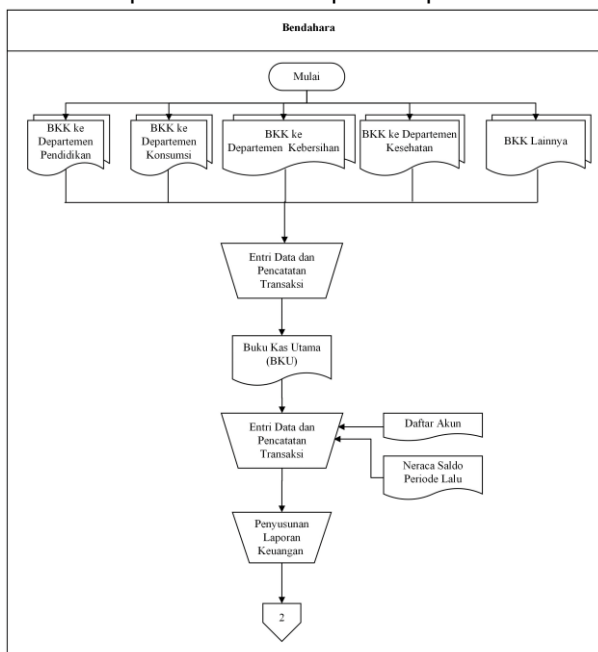 Bendahara
Mulai
BKK ke
Departemen
Pendidikan
BKK ke
Departemen
Konsumsi
BKK ke
Departemen Kebersihan
BKK ke Departemen
Kesehatan
BKK Lainnya
Entri Data dan
Pencatatan
Transaksi
Buku Kas Utama
(BKU)
Entri Data dan
Pencatatan
Transaksi
Daftar Akun
Neraca Saldo
Periode Lalu
Penyusunan
Laporan
Keuangan
2